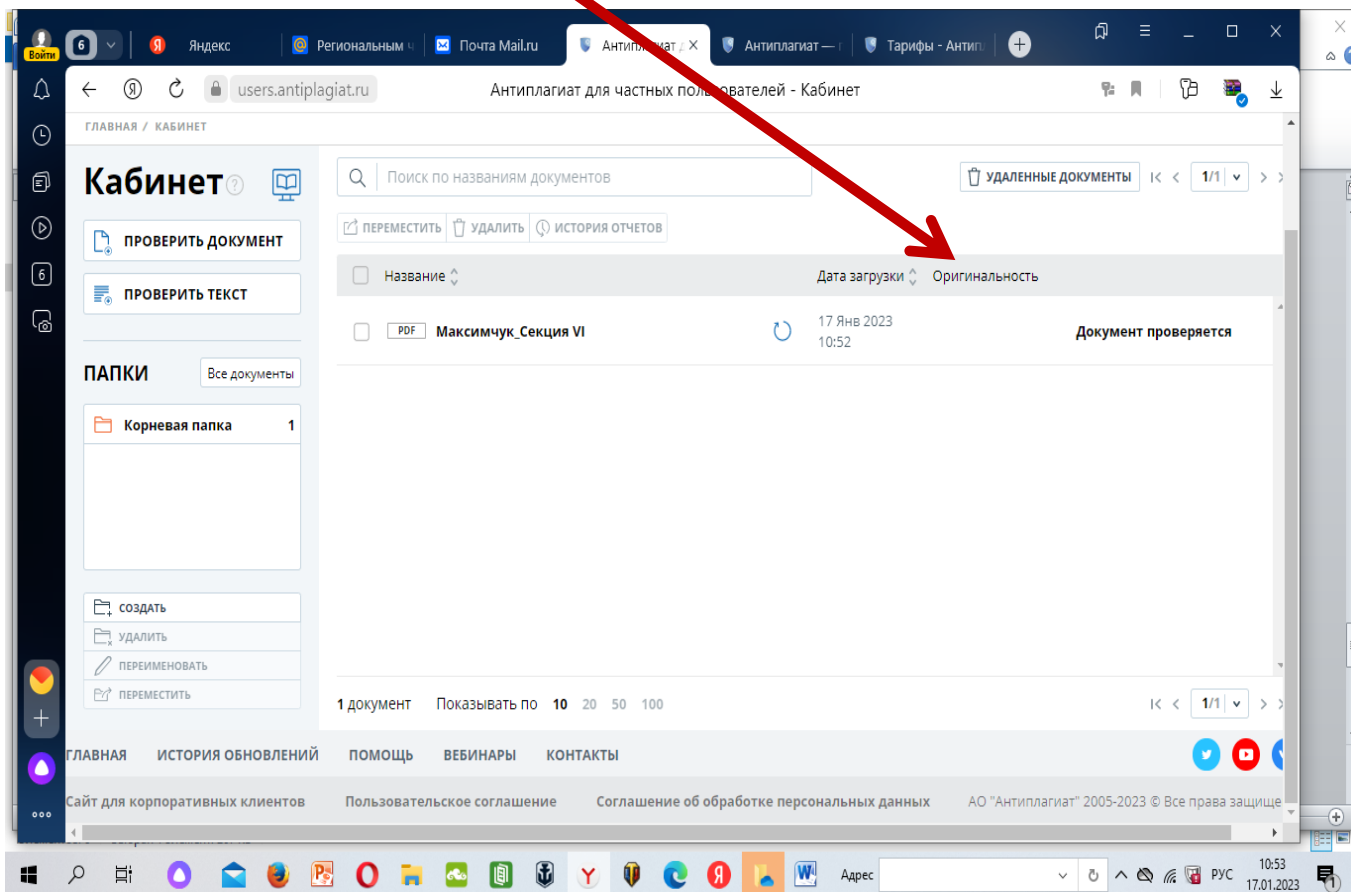 Войти
6
Яндекс
Региональным ч
Почта Mail.ru
Антиплагиат д
Антиплагиат — г
Тарифы - Антипл
users.antiplagiat.ru
Антиплагиат для частных пользователей - Кабинет
ГЛАВНАЯ / КАБИНЕТ
Кабинет
Поиск по названиям документов
УДАЛЕННЫЕ ДОКУМЕНТЫ
1/1
ПЕРЕМЕСТИТЬ УДАЛИТЬ ИСТОРИЯ ОТЧЕТОВ
ПРОВЕРИТЬ ДОКУМЕНТ
6
Название Дата загрузки Оригинальность
ПРОВЕРИТЬ ТЕКСТ
PDF Максимчук_Секция VI
17 Янв 2023
10:52
Документ проверяется
ПАПКИ
Все документы
Корневая папка 1
СОЗДАТЬ
УДАЛИТЬ
ПЕРЕИМЕНОВАТЬ
ПЕРЕМЕСТИТЬ
1 документ Показывать по 10 20 50 100
1/1
ГЛАВНАЯ ИСТОРИЯ ОБНОВЛЕНИЙ ПОМОЩЬ ВЕБИНАРЫ КОНТАКТЫ
Сайт для корпоративных клиентов Пользовательское соглашение Соглашение об обработке персональных данных АО "Антиплагиат" 2005-2023 © Все права защище
Адрес
РУС
10:53
17.01.2023